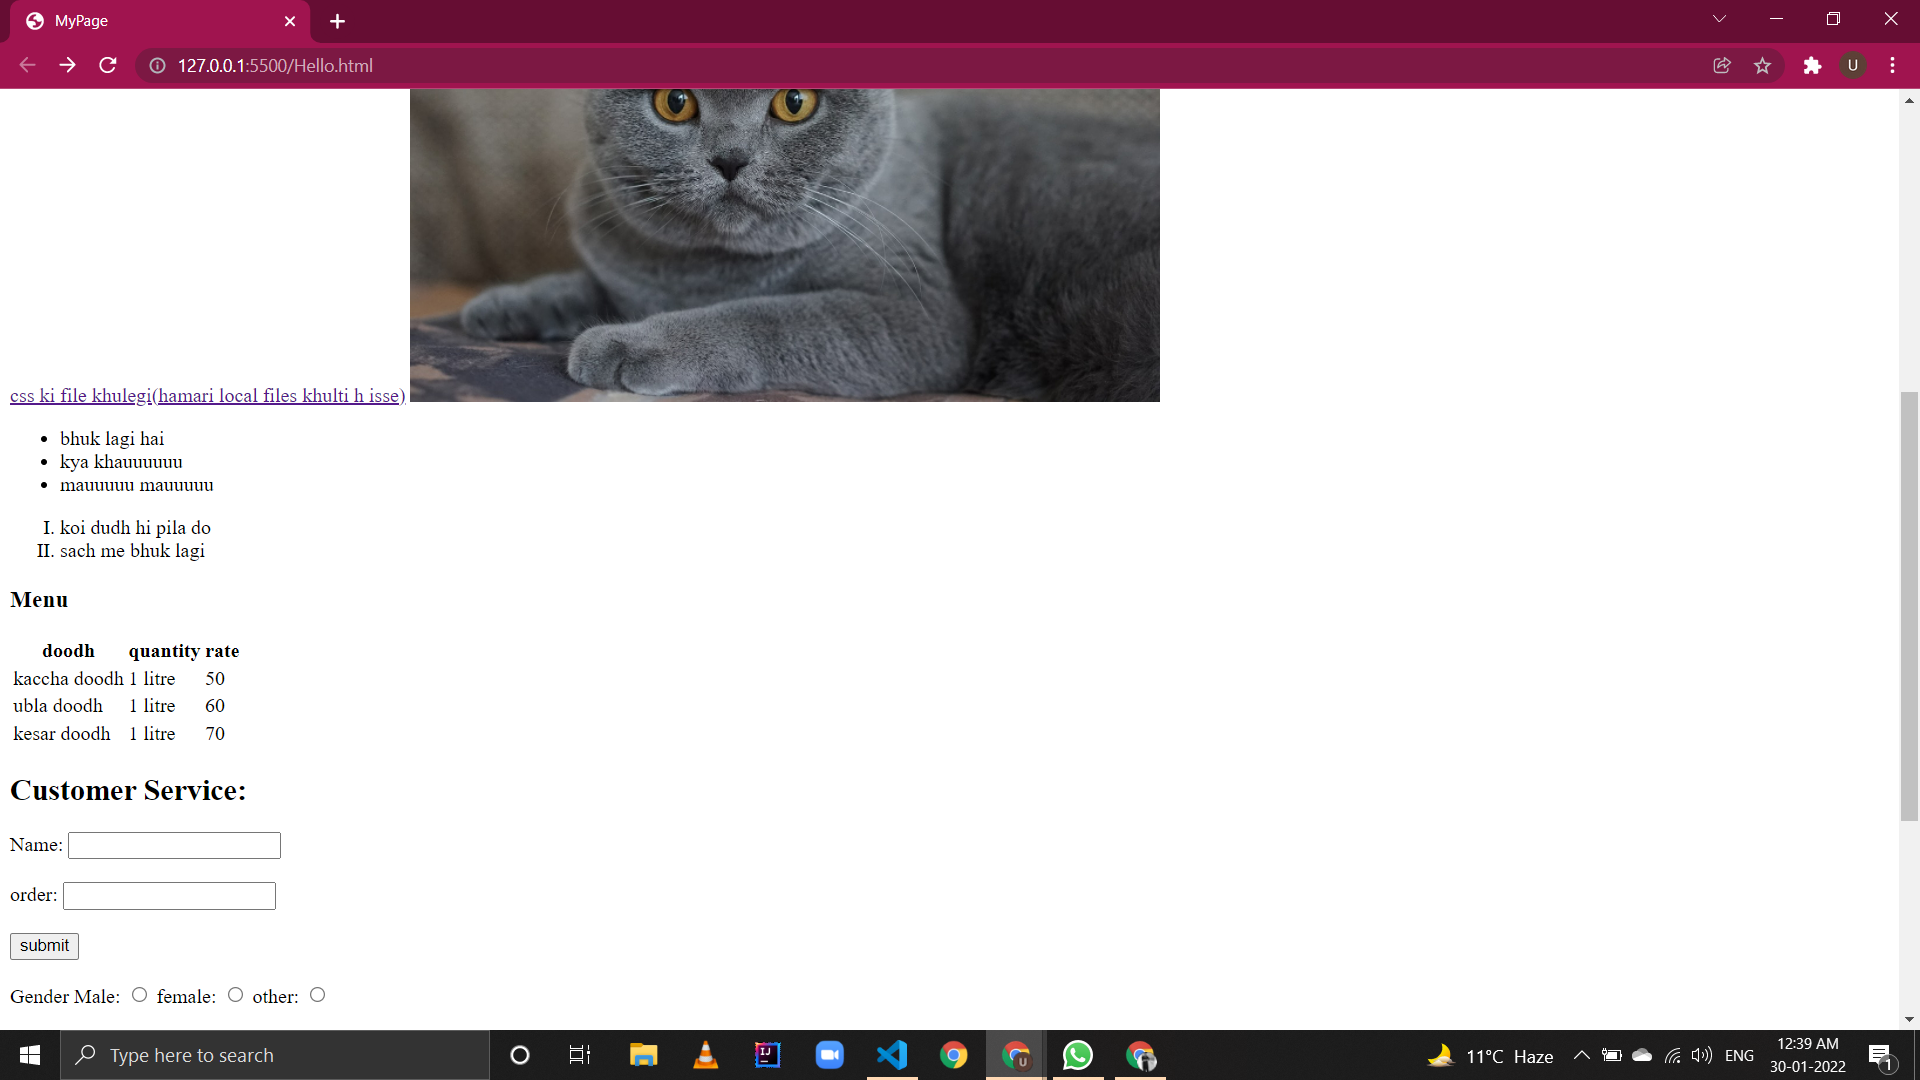 MyPage
127.0.0.1:5500/Hello.html
U
css ki file khulegi(hamari local files khulti h isse)
• bhuk lagi hai
• kya khauuuuuu
• mauuuuu mauuuuu
I. koi dudh hi pila do
II. sach me bhuk lagi
Menu
doodh quantity rate
kaccha doodh 1 litre 50
ubla doodh 1 litre 60
kesar doodh 1 litre 70
Customer Service:
Name:
order:
submit
Gender Male: female: other:
Type here to search
IJ
U
11°C Haze
ENG
12:39 AM
30-01-2022
1